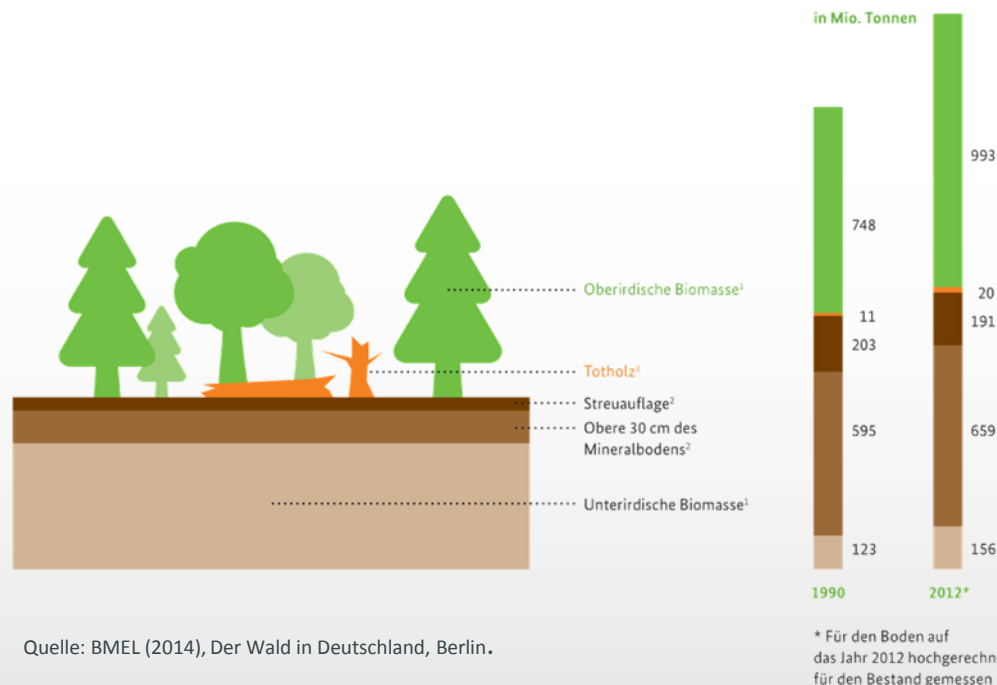 in Mio. Tonnen
993
748
Oberirdische Biomasse¹
20
11
191
203
Totholz¹
Streuauflage²
Obere 30 cm des
Mineralbodens²
595
659
Unterirdische Biomasse¹
123
156
1990
2012*
Quelle: BMEL (2014), Der Wald in Deutschland, Berlin.
* Für den Boden auf
das Jahr 2012 hochgerechn
für den Bestand gemessen